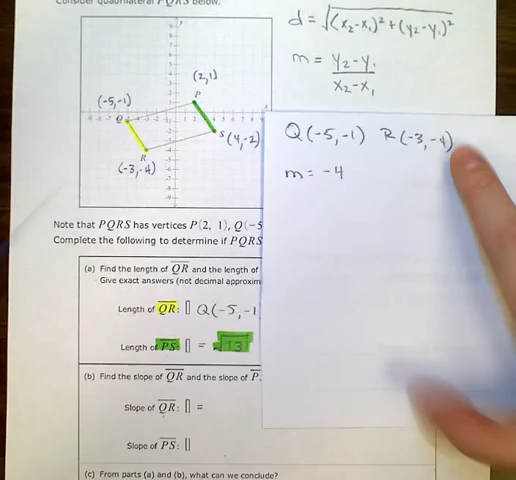 Consider quadrilateral PQRS below.
d = √(x₂-x₁)² + (y₂-y₁)²
m = y₂-y₁
x₂-x₁
(2,1)
P
(-5,-1)
Q
S (4,-2)
R
(-3,-4)
Q(-5,-1) R(-3,-4)
m = -4
Note that PQRS has vertices P(2, 1), Q(-5
Complete the following to determine if PQRS
(a) Find the length of QR and the length of
Give exact answers (not decimal approxim
Length of QR: [] Q(-5,-1
Length of PS: [] = √13
(b) Find the slope of QR and the slope of P
Slope of QR: [] =
Slope of PS: []
(c) From parts (a) and (b), what can we conclude?